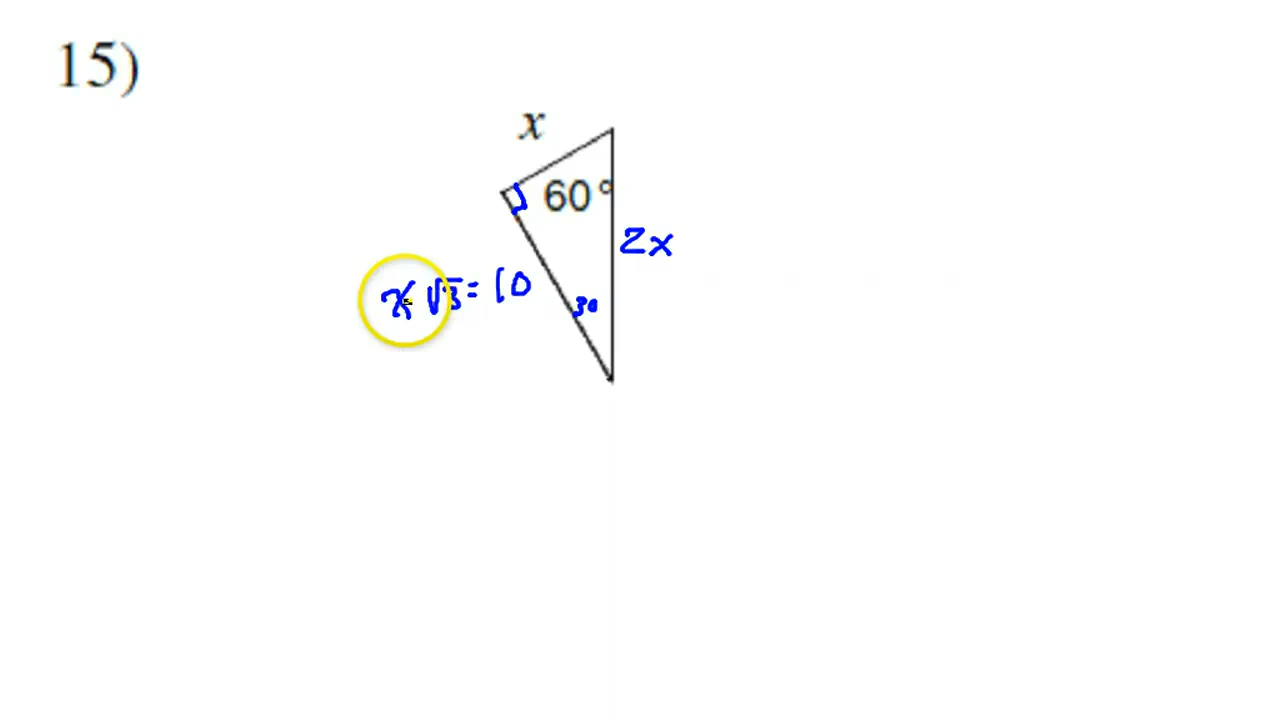 15)
x
60°
2x
x√3 = 10
30